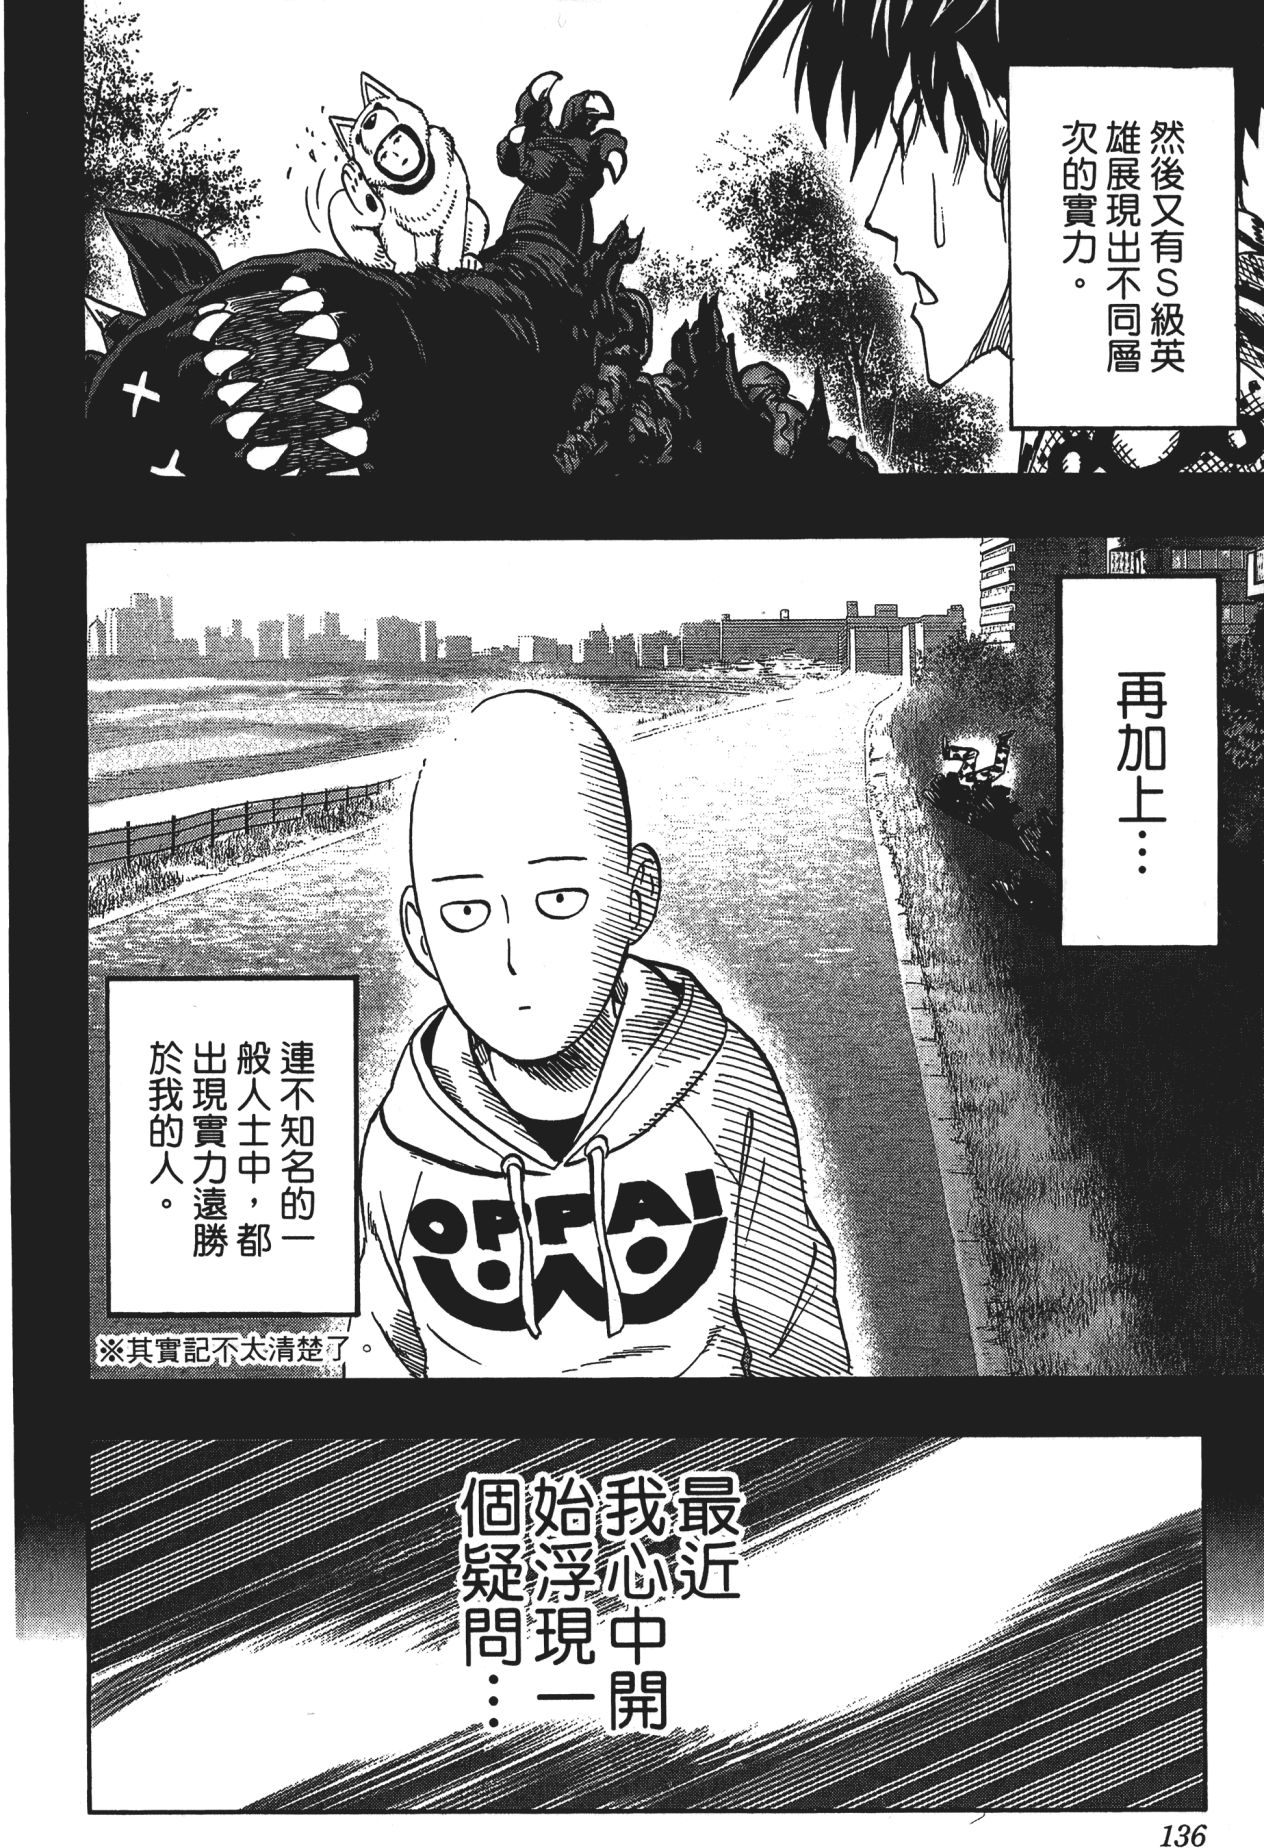 然後又有S級英
雄展現出不同層
次的實力。
再加上…
連不知名的一
般人士中，都
出現實力遠勝
於我的人。
※其實記不太清楚了。
OPPAI
最近
我心中開
始浮現一
個疑問…
136